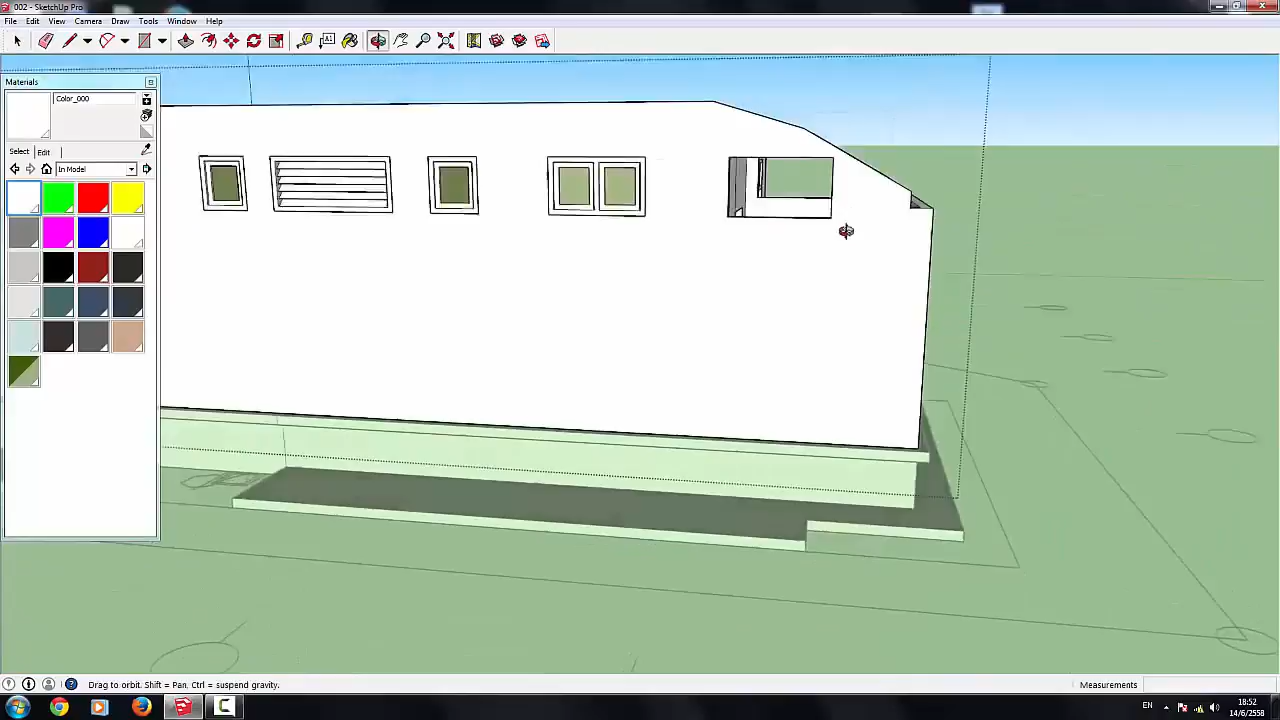 002 - SketchUp Pro
File Edit View Camera Draw Tools Window Help
A1
Materials
Color_000
Select Edit
In Model
Drag to orbit. Shift = Pan, Ctrl = suspend gravity.
Measurements
EN
18:52
14/6/2558